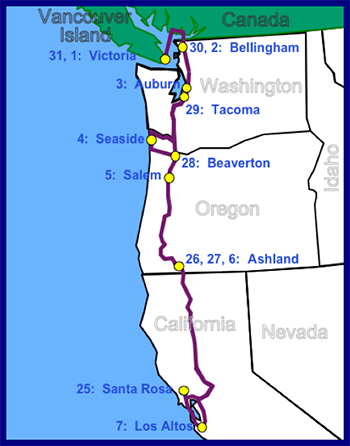 Vancouver
Island
Canada
31, 1: Victoria
30, 2: Bellingham
3: Auburn
Washington
29: Tacoma
4: Seaside
28: Beaverton
5: Salem
Idaho
Oregon
26, 27, 6: Ashland
California
Nevada
25: Santa Rosa
7: Los Altos